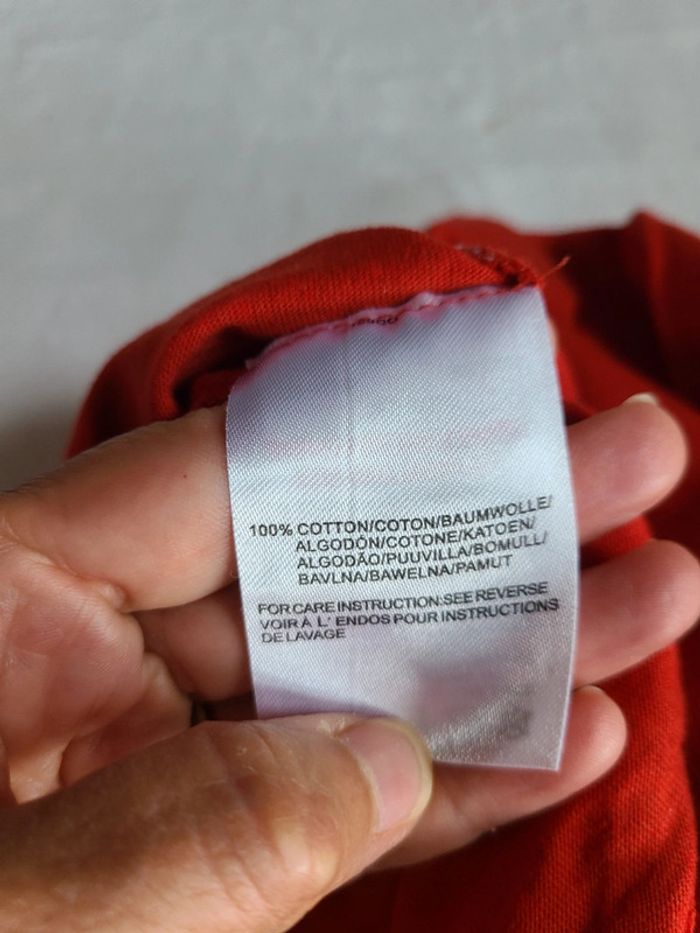 100% COTTON/COTON/BAUMWOLLE/
ALGODÓN/COTONE/KATOEN/
ALGODÃO/PUUVILLA/BOMULL/
BAVLNA/BAWELNA/PAMUT
FOR CARE INSTRUCTION:SEE REVERSE
VOIR À L' ENDOS POUR INSTRUCTIONS
DE LAVAGE